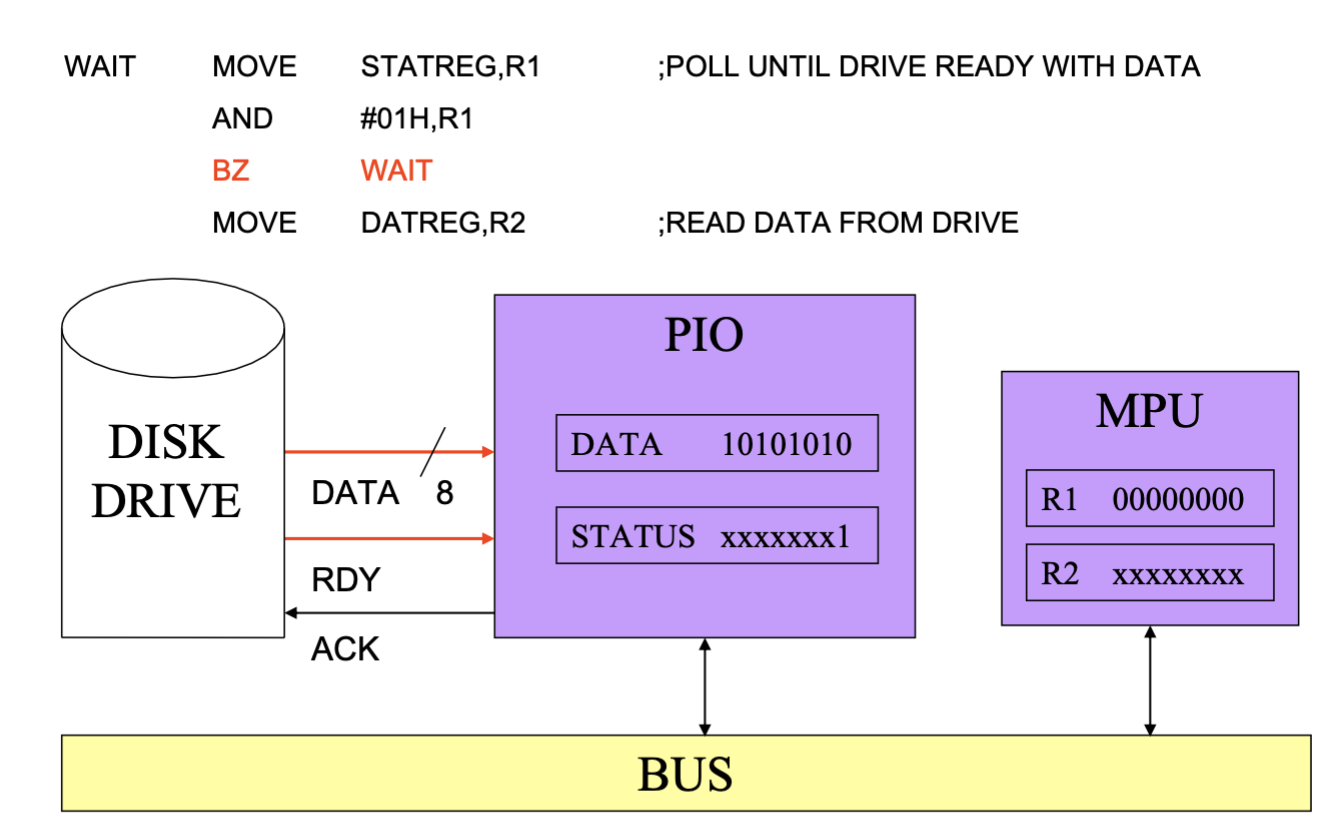 WAIT MOVE STATREG,R1 ;POLL UNTIL DRIVE READY WITH DATA
AND #01H,R1
BZ WAIT
MOVE DATREG,R2 ;READ DATA FROM DRIVE
DISK
DRIVE
DATA 8
RDY
ACK
PIO
DATA 10101010
STATUS xxxxxxx1
MPU
R1 00000000
R2 xxxxxxxx
BUS